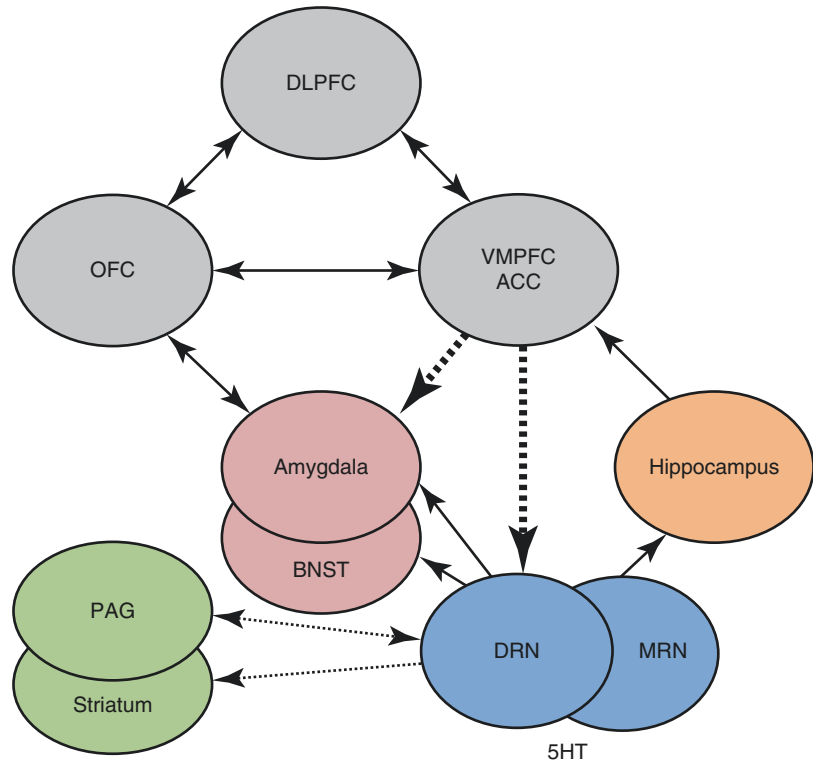 DLPFC
OFC
VMPFC
ACC
Amygdala
Hippocampus
BNST
PAG
DRN
MRN
Striatum
5HT